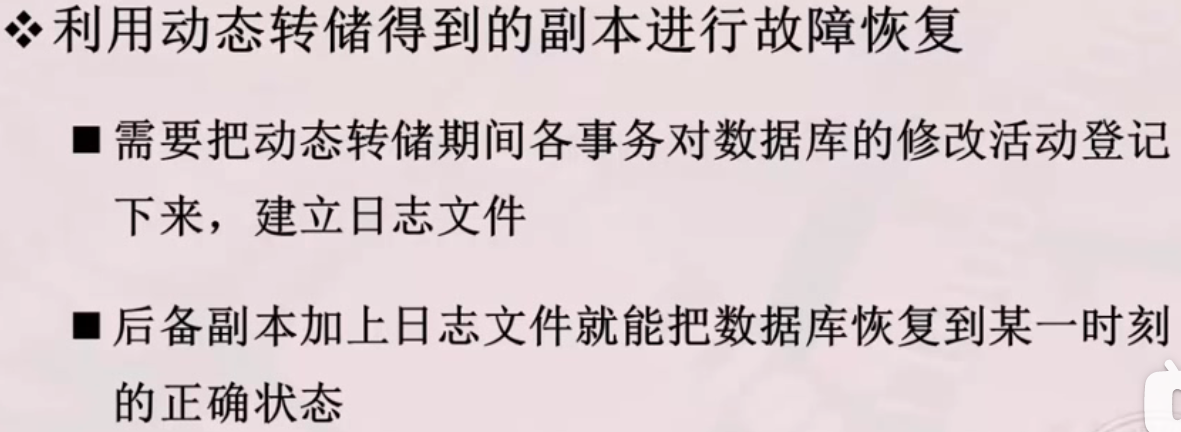 ❖利用动态转储得到的副本进行故障恢复
■需要把动态转储期间各事务对数据库的修改活动登记
下来，建立日志文件
■后备副本加上日志文件就能把数据库恢复到某一时刻
的正确状态